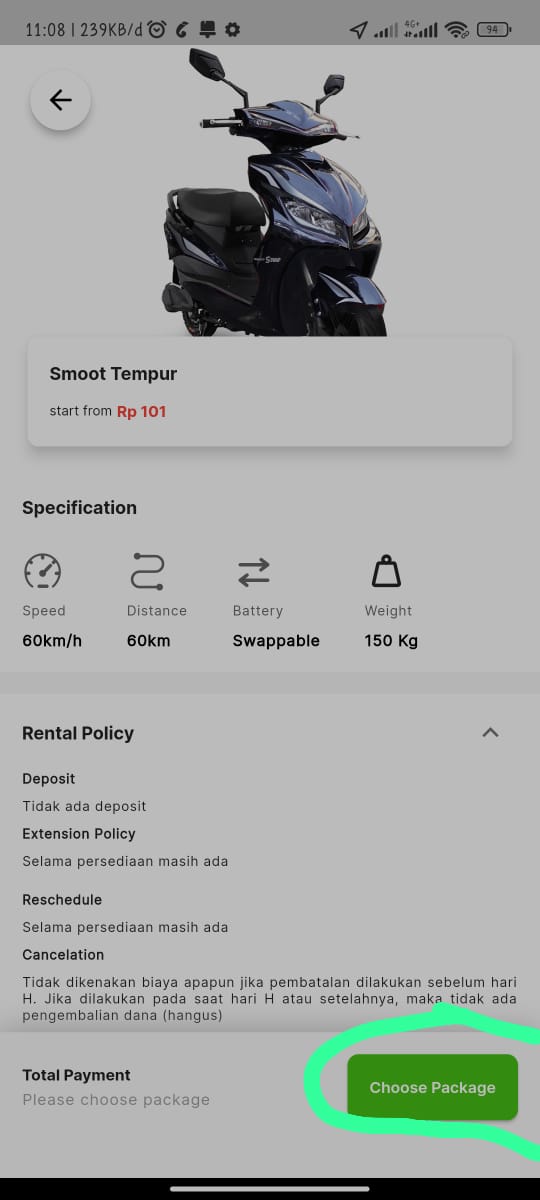 11:08 | 239KB/d
4G+
94
Smoot Tempur
start from Rp 101
Specification
Speed Distance Battery Weight
60km/h 60km Swappable 150 Kg
Rental Policy
Deposit
Tidak ada deposit
Extension Policy
Selama persediaan masih ada
Reschedule
Selama persediaan masih ada
Cancelation
Tidak dikenakan biaya apapun jika pembatalan dilakukan sebelum hari
H. Jika dilakukan pada saat hari H atau setelahnya, maka tidak ada
pengembalian dana (hangus)
Total Payment
Please choose package
Choose Package